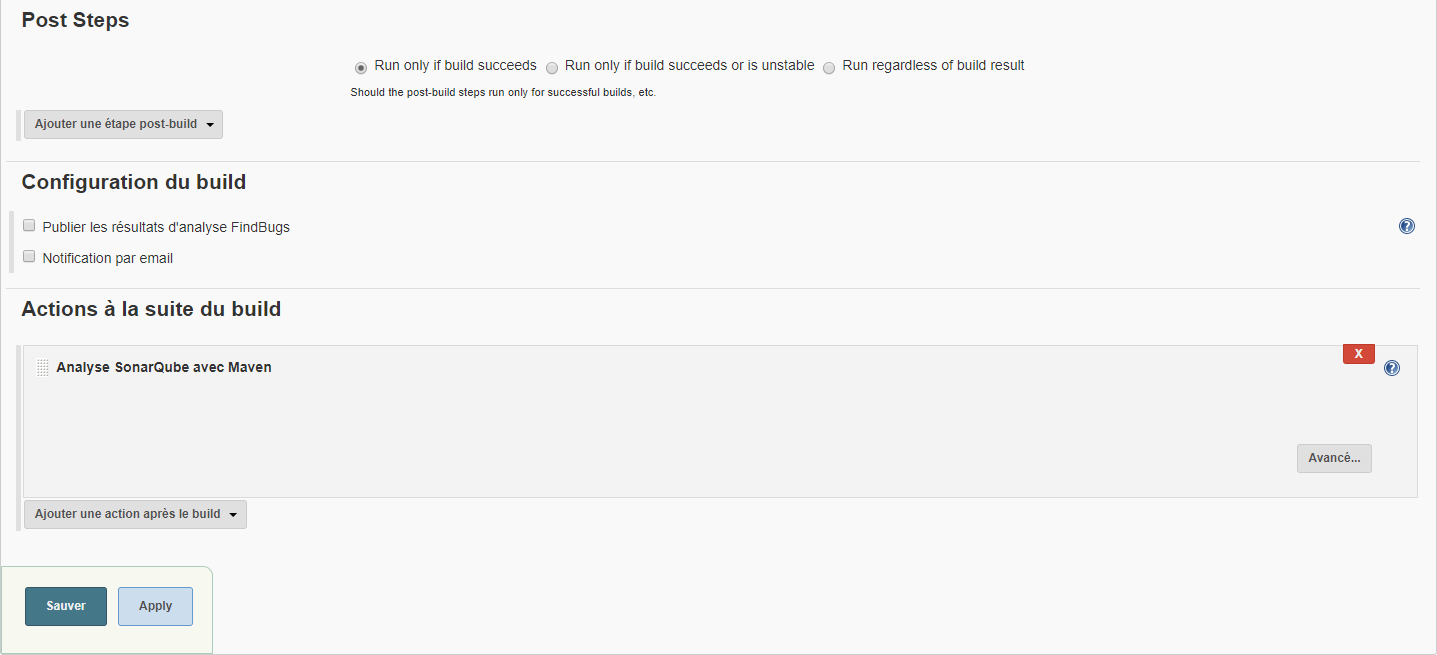 Post Steps
Run only if build succeeds Run only if build succeeds or is unstable Run regardless of build result
Should the post-build steps run only for successful builds, etc.
Ajouter une étape post-build
Configuration du build
Publier les résultats d'analyse FindBugs
?
Notification par email
Actions à la suite du build
X
Analyse SonarQube avec Maven
?
Avancé...
Ajouter une action après le build
Sauver Apply